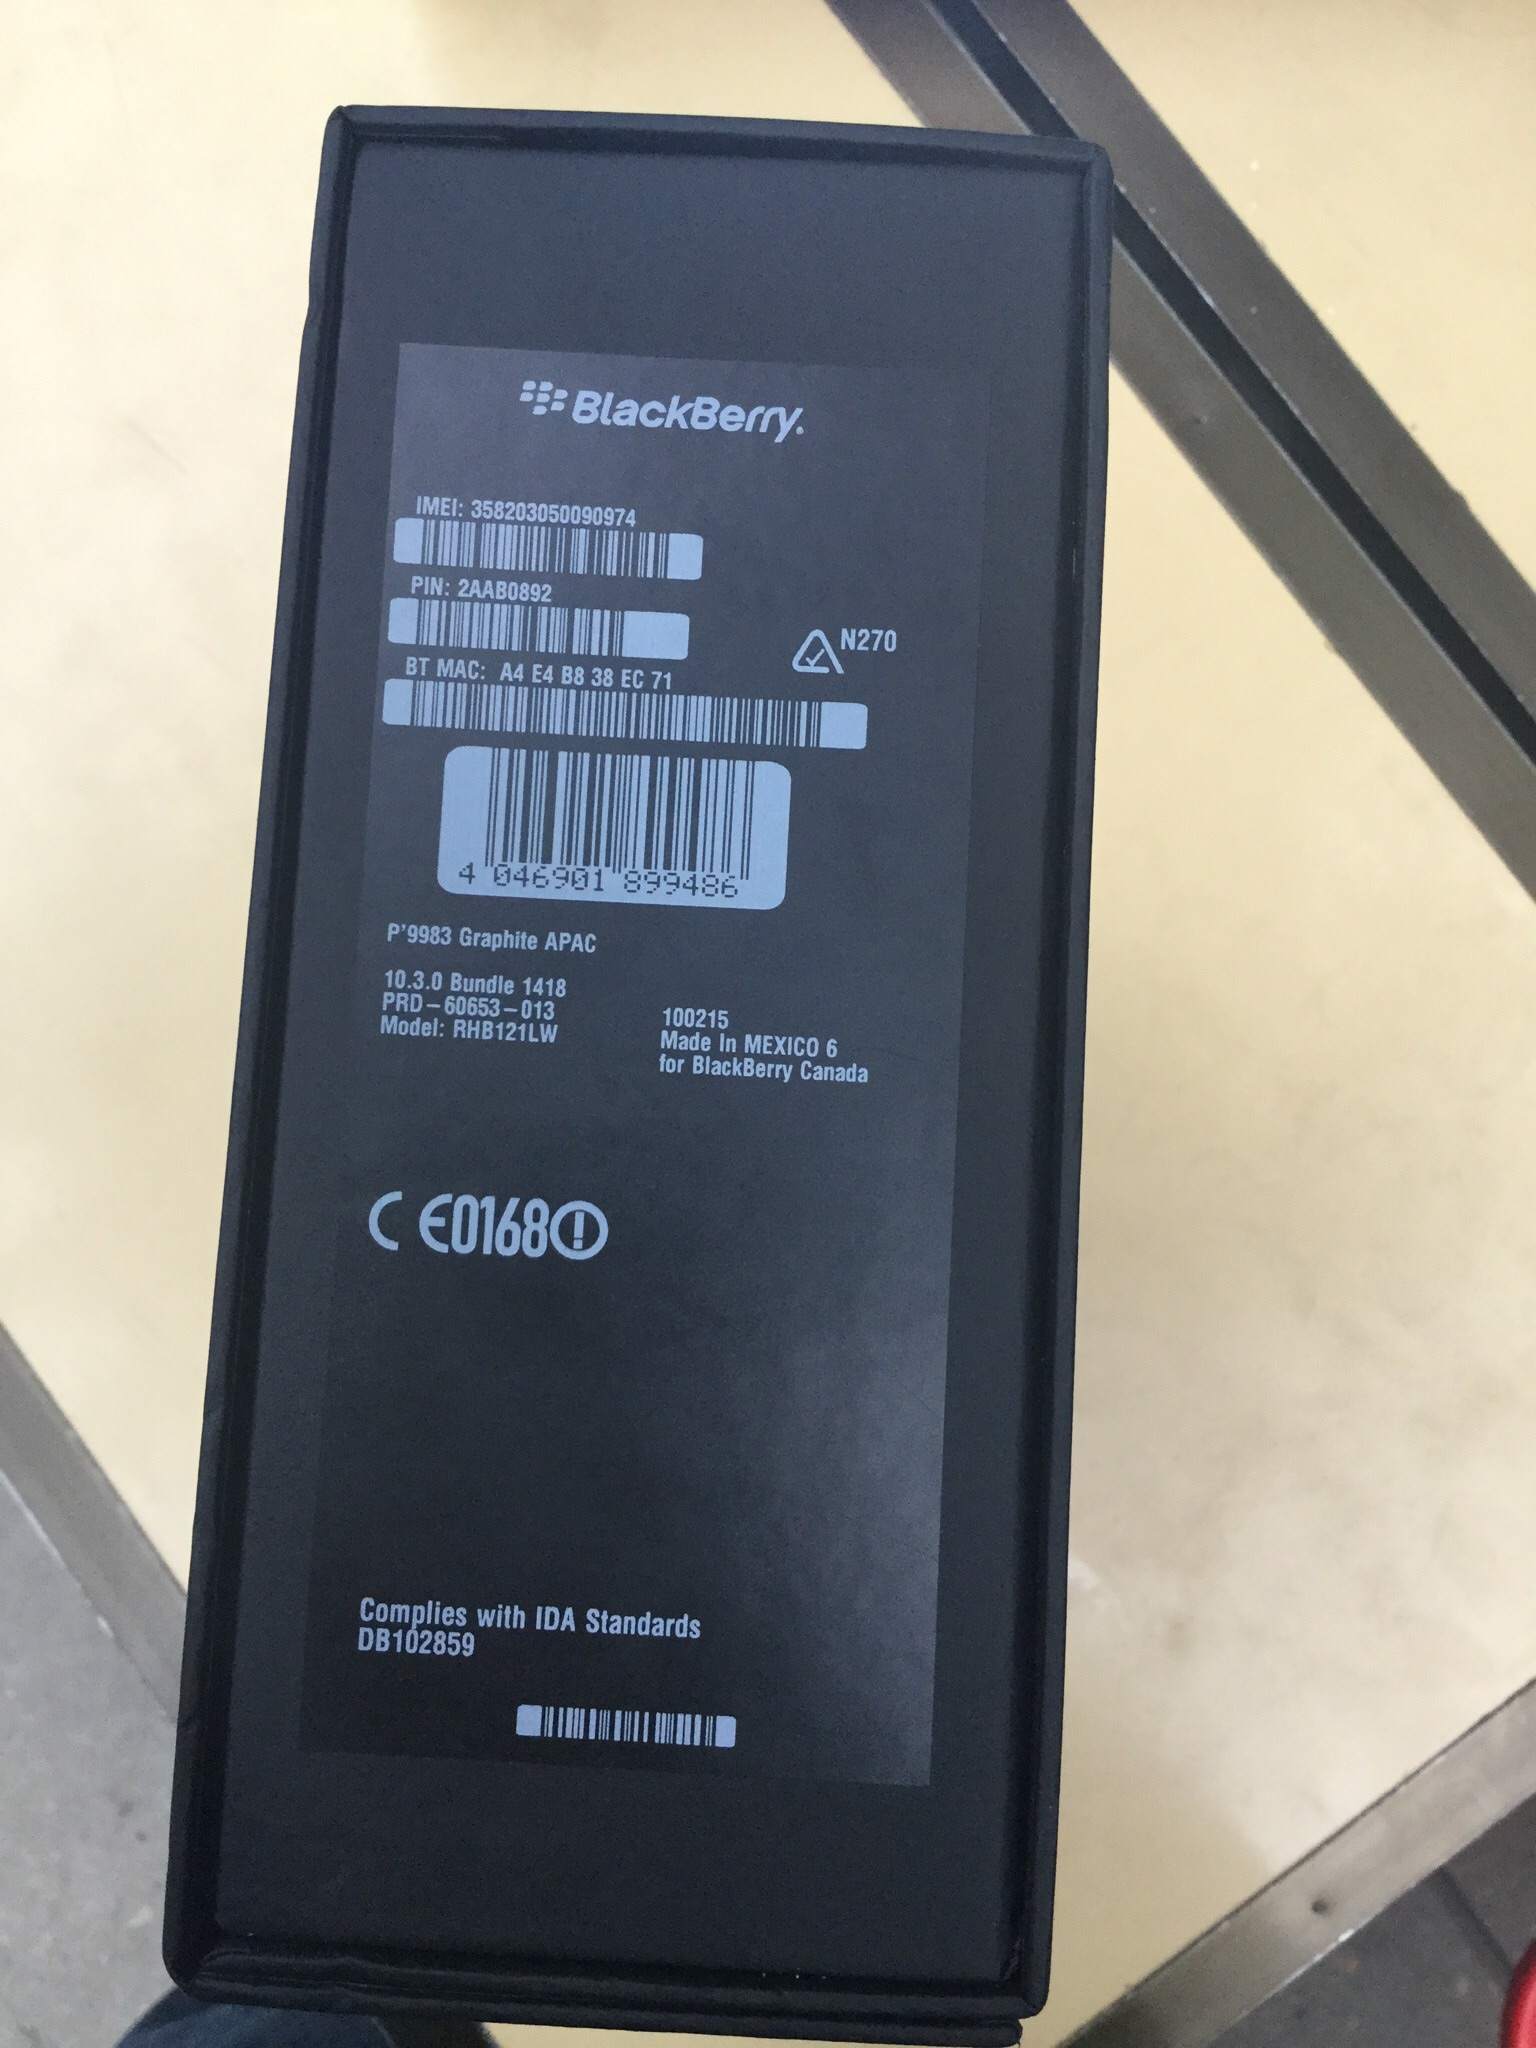 BlackBerry.
IMEI: 358203050090974
PIN: 2AAB0892
N270
BT MAC: A4 E4 B8 38 EC 71
4 046901 899486
P'9983 Graphite APAC
10.3.0 Bundle 1418
PRD-60653-013
Model: RHB121LW
100215
Made In MEXICO 6
for BlackBerry Canada
CE0168
Complies with IDA Standards
DB102859